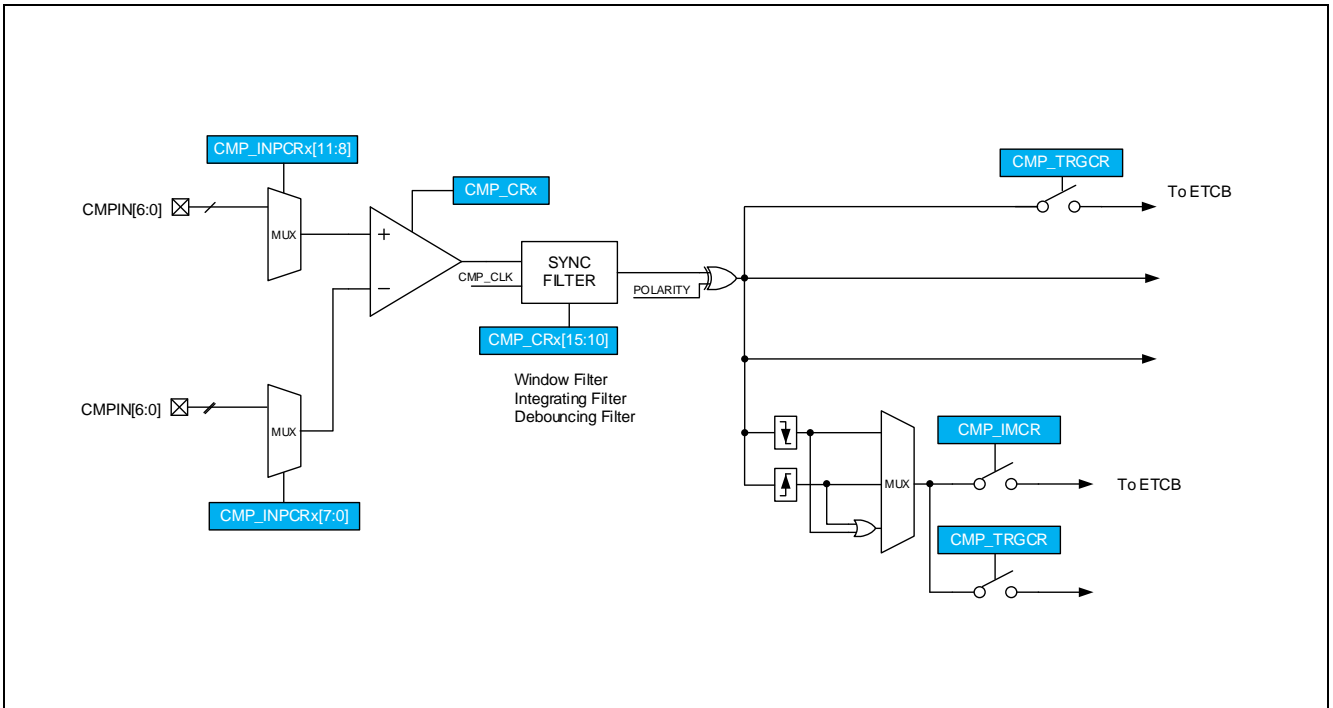 CMP_INPCRx[11:8]
CMP_TRGCR
CMP_CRx
To ETCB
CMPIN[6:0]
MUX
+
SYNC
FILTER
CMP_CLK
POLARITY
−
CMP_CRx[15:10]
Window Filter
Integrating Filter
Debouncing Filter
CMPIN[6:0]
MUX
CMP_IMCR
MUX
To ETCB
CMP_INPCRx[7:0]
CMP_TRGCR